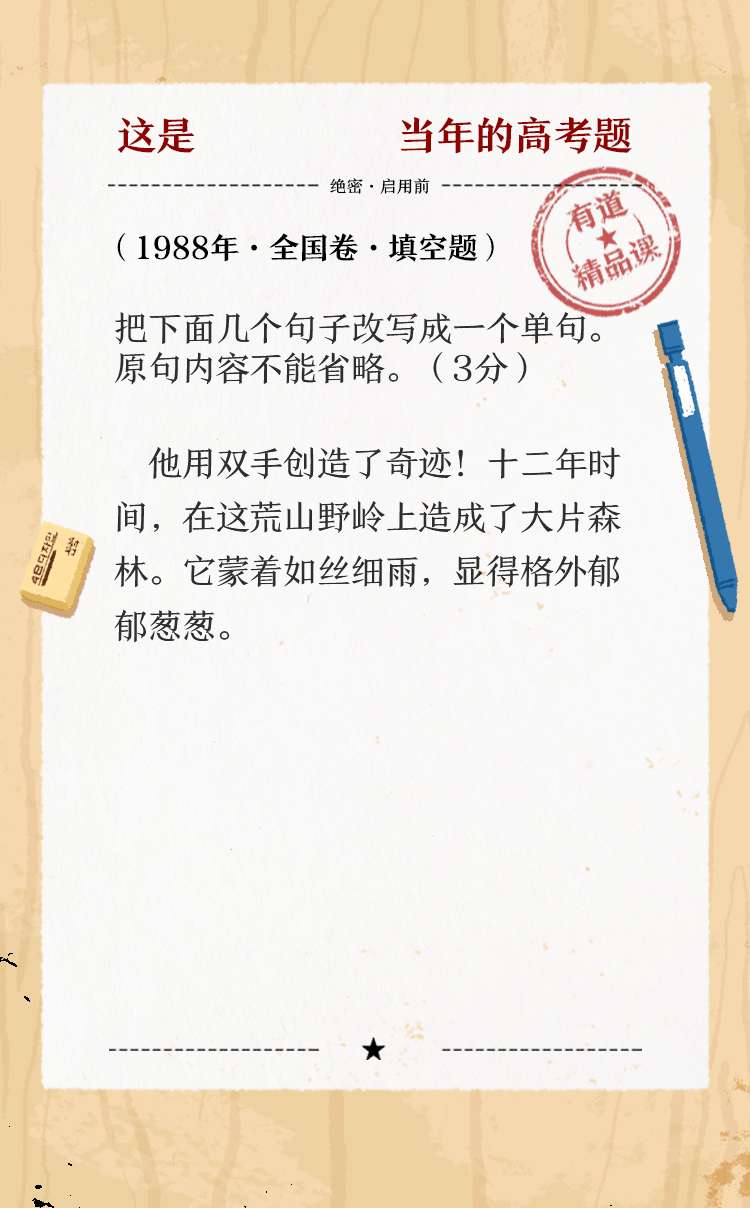 这是 当年的高考题
绝密·启用前
有道
精品课
（1988年·全国卷·填空题）
把下面几个句子改写成一个单句。
原句内容不能省略。（3分）
他用双手创造了奇迹！十二年时
间，在这荒山野岭上造成了大片森
林。它蒙着如丝细雨，显得格外郁
郁葱葱。